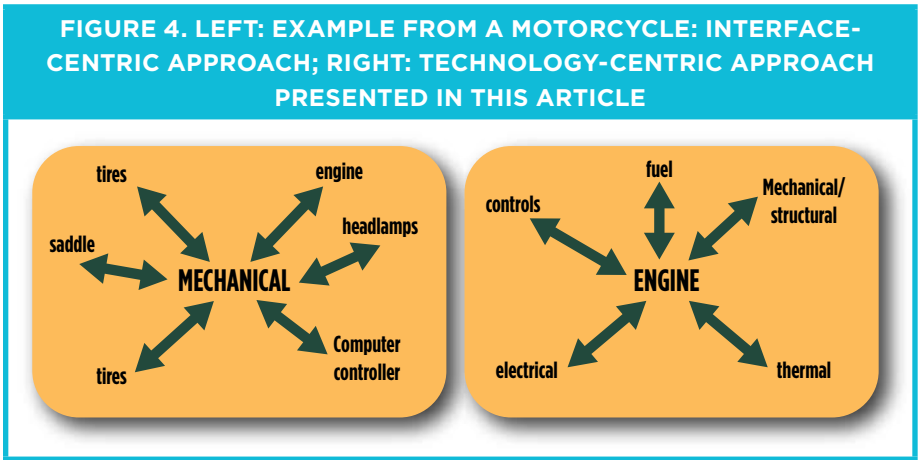 FIGURE 4. LEFT: EXAMPLE FROM A MOTORCYCLE: INTERFACE-
CENTRIC APPROACH; RIGHT: TECHNOLOGY-CENTRIC APPROACH
PRESENTED IN THIS ARTICLE
tires
engine
headlamps
saddle
MECHANICAL
Computer
controller
tires
fuel
Mechanical/
structural
controls
ENGINE
electrical
thermal